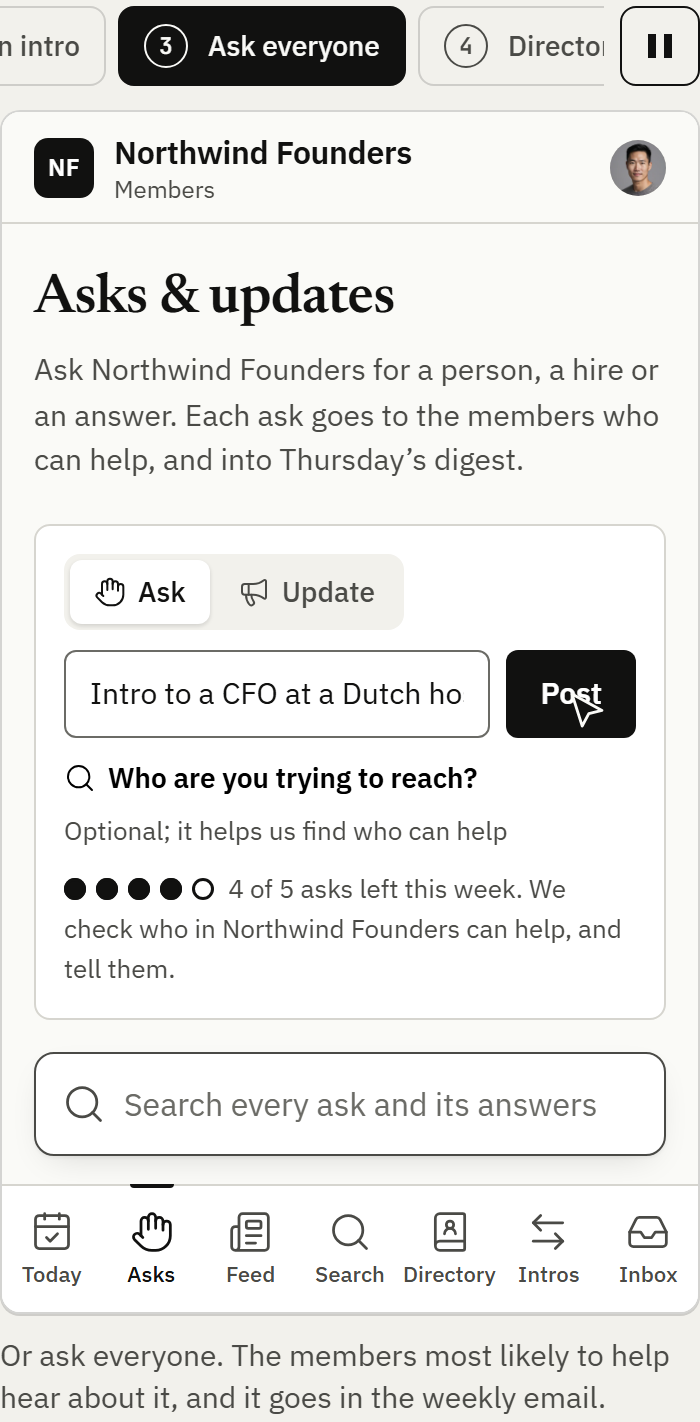 n intro
3 Ask everyone
4 Director
NF
Northwind Founders
Members
Asks & updates
Ask Northwind Founders for a person, a hire or
an answer. Each ask goes to the members who
can help, and into Thursday’s digest.
Ask
Update
Intro to a CFO at a Dutch ho
Post
Who are you trying to reach?
Optional; it helps us find who can help
4 of 5 asks left this week. We
check who in Northwind Founders can help, and
tell them.
Search every ask and its answers
Today
Asks
Feed
Search
Directory
Intros
Inbox
Or ask everyone. The members most likely to help
hear about it, and it goes in the weekly email.